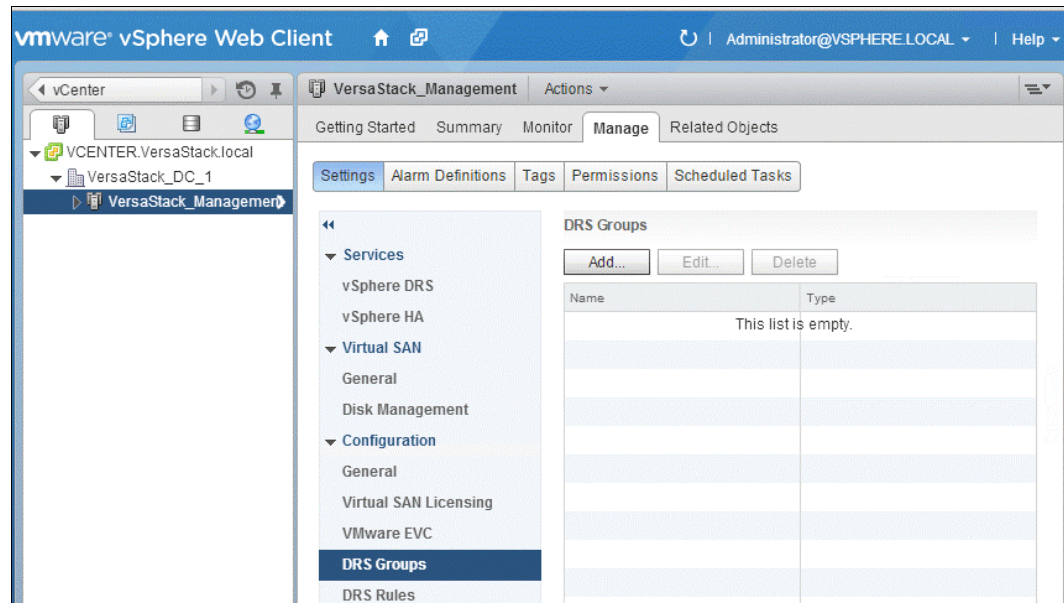 vmware® vSphere Web Client
Administrator@VSPHERE.LOCAL
Help
vCenter
VCENTER.VersaStack.local
VersaStack_DC_1
VersaStack_Management
VersaStack_Management
Actions
Getting Started
Summary
Monitor
Manage
Related Objects
Settings
Alarm Definitions
Tags
Permissions
Scheduled Tasks
Services
vSphere DRS
vSphere HA
Virtual SAN
General
Disk Management
Configuration
General
Virtual SAN Licensing
VMware EVC
DRS Groups
DRS Rules
DRS Groups
Add...
Edit...
Delete
Name
Type
This list is empty.